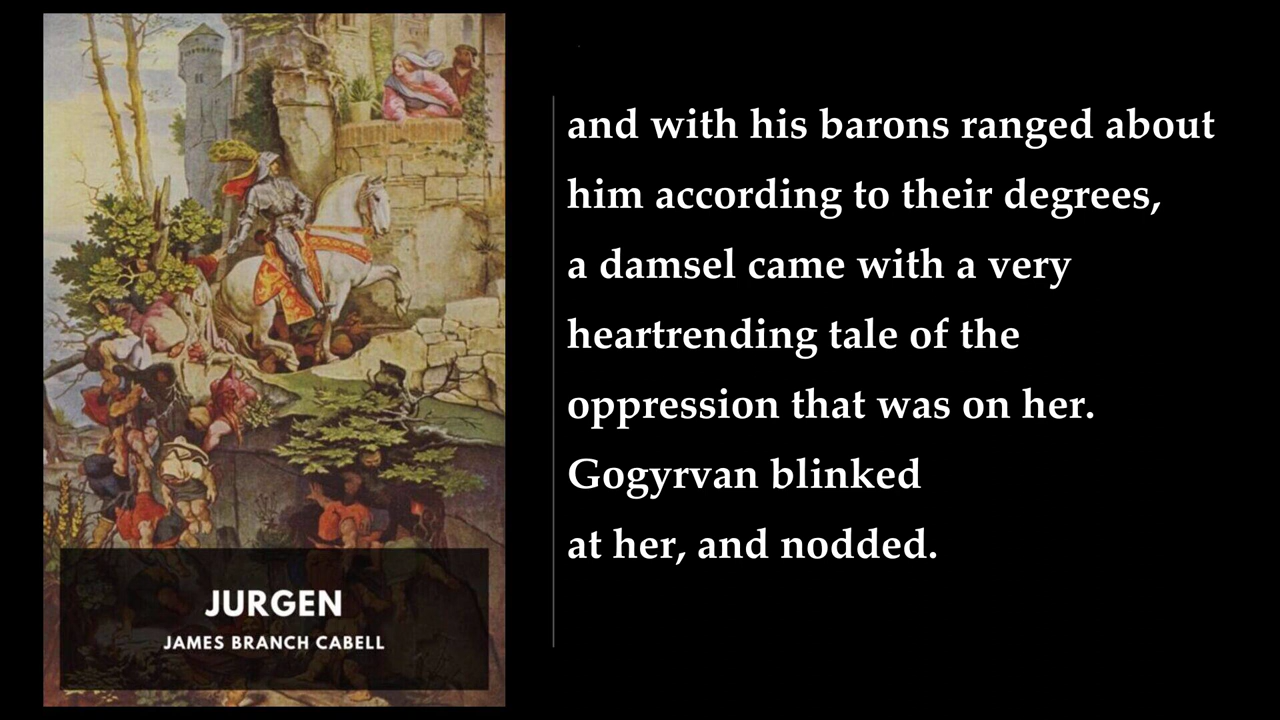 and with his barons ranged about
him according to their degrees,
a damsel came with a very
heartrending tale of the
oppression that was on her.
Gogyrvan blinked
at her, and nodded.
JURGEN
JAMES BRANCH CABELL